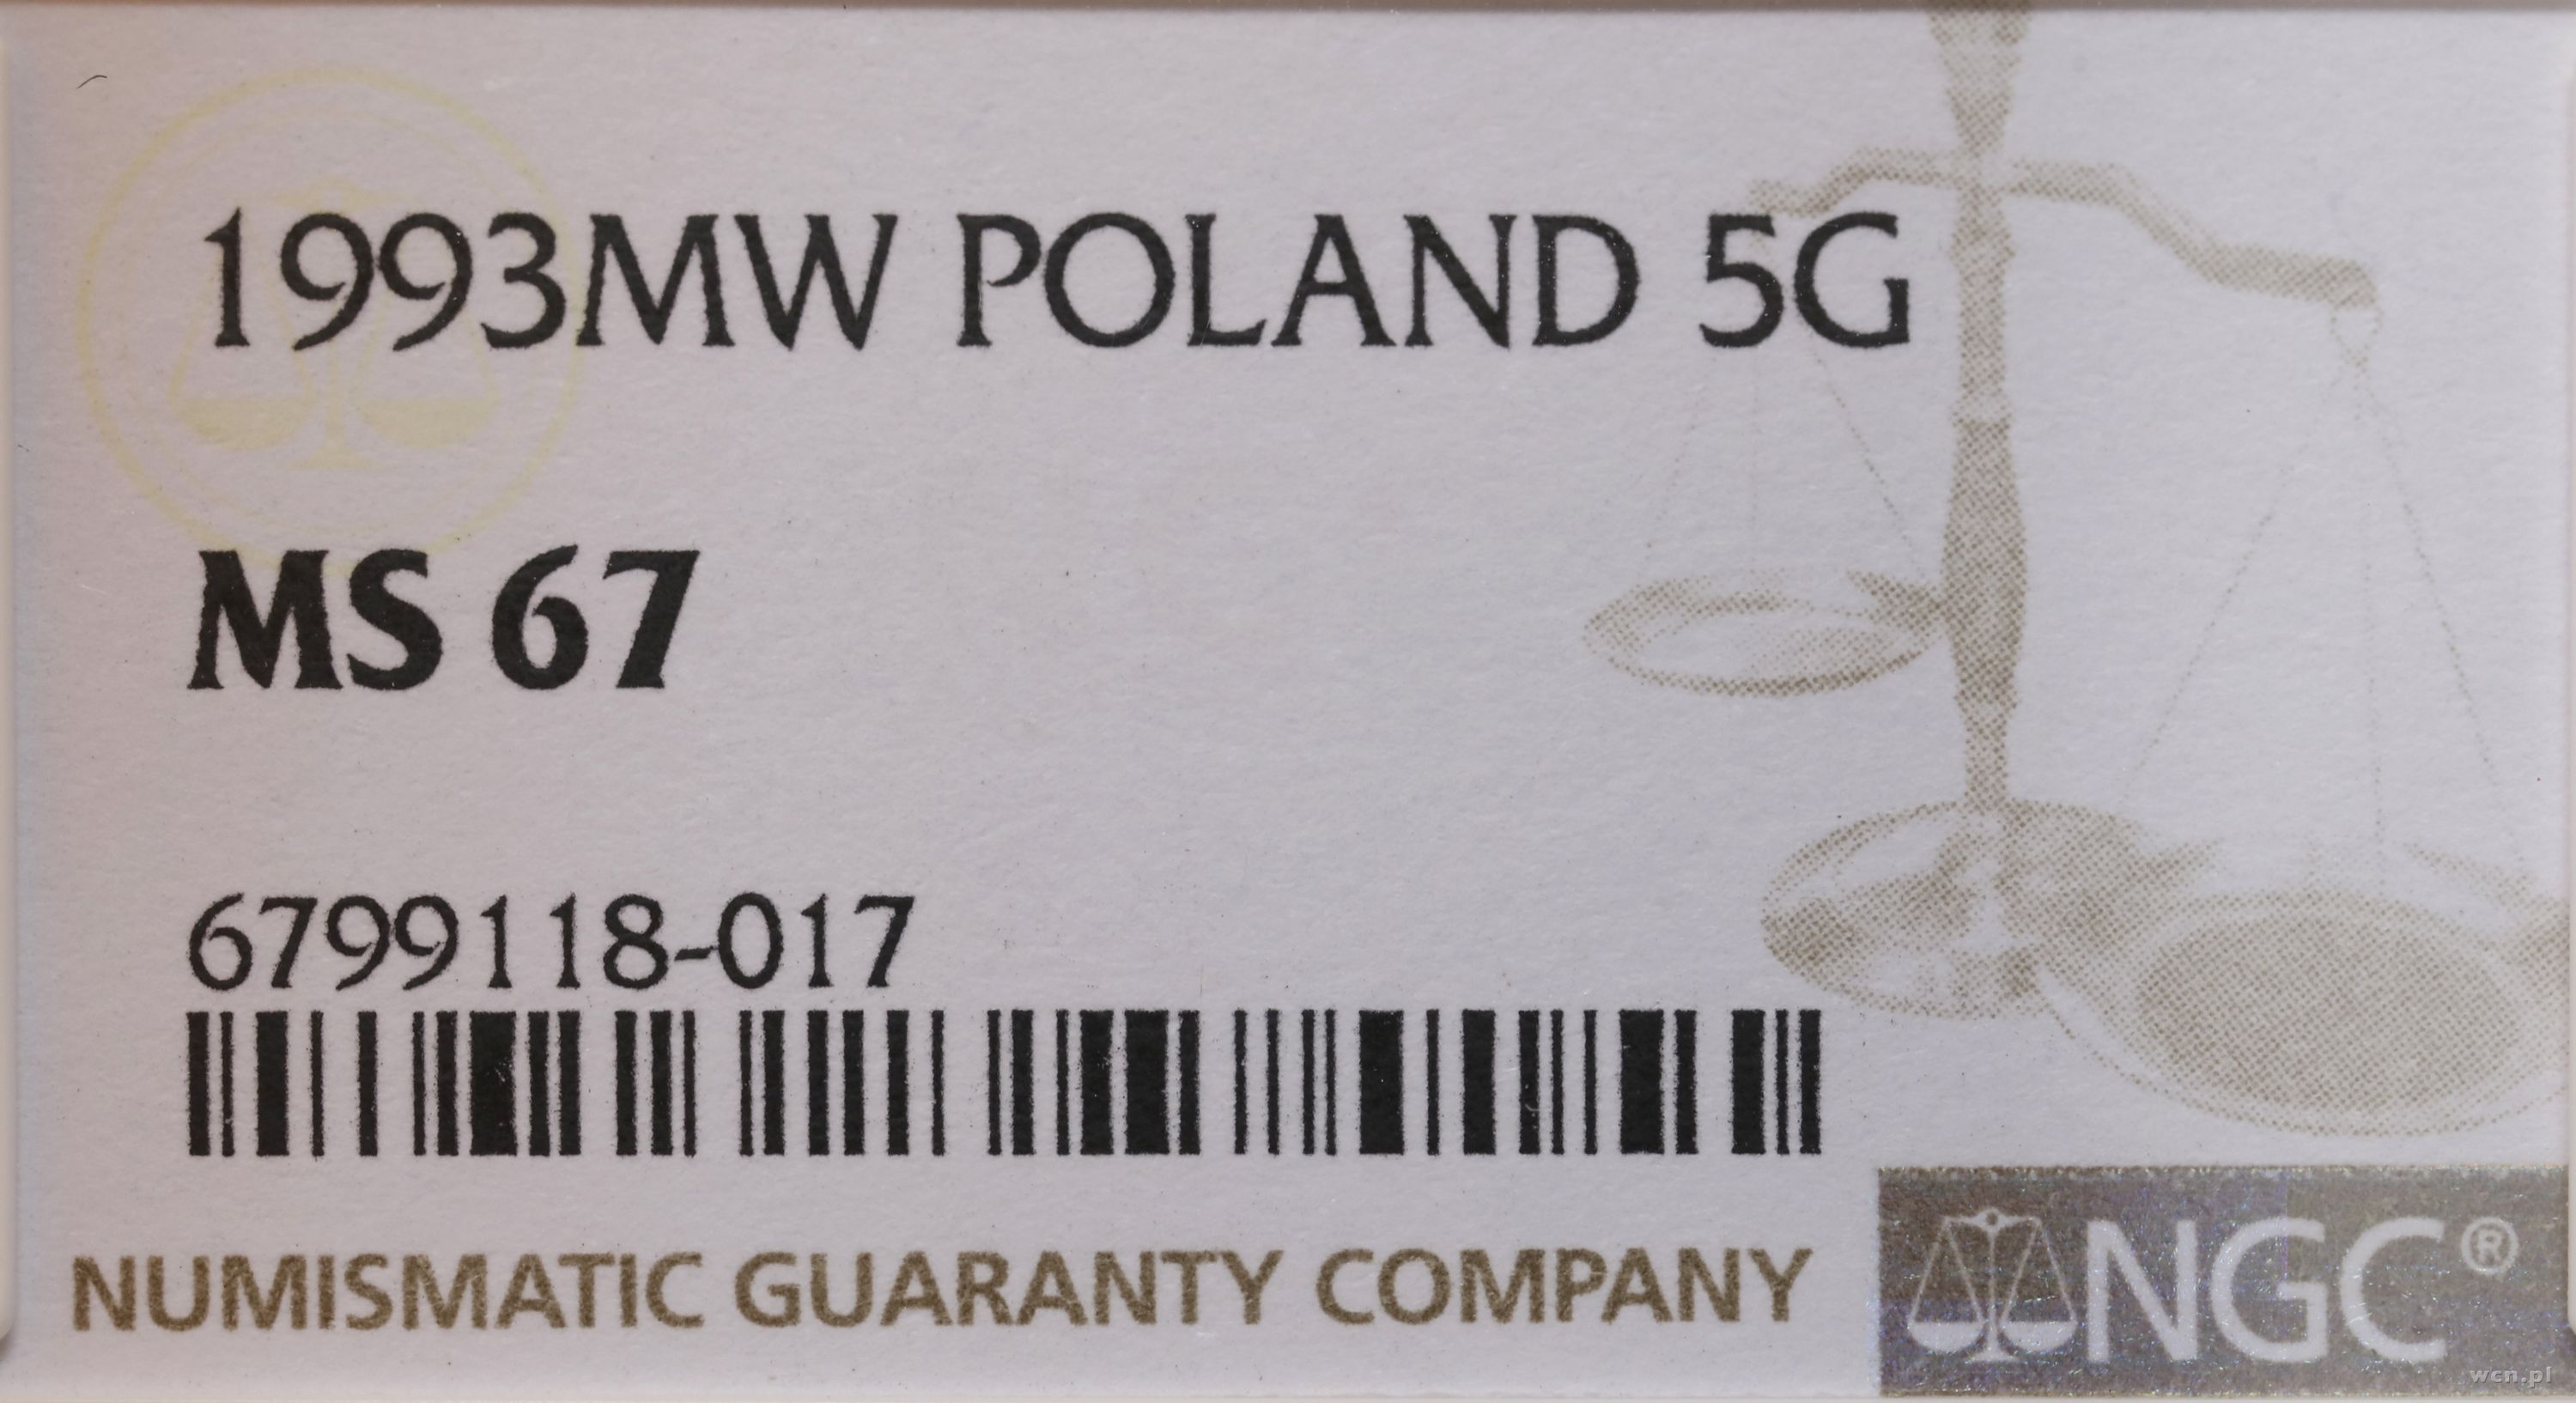 1993MW POLAND 5G
MS 67
6799118-017
NUMISMATIC GUARANTY COMPANY
NGC®
wcn.pl